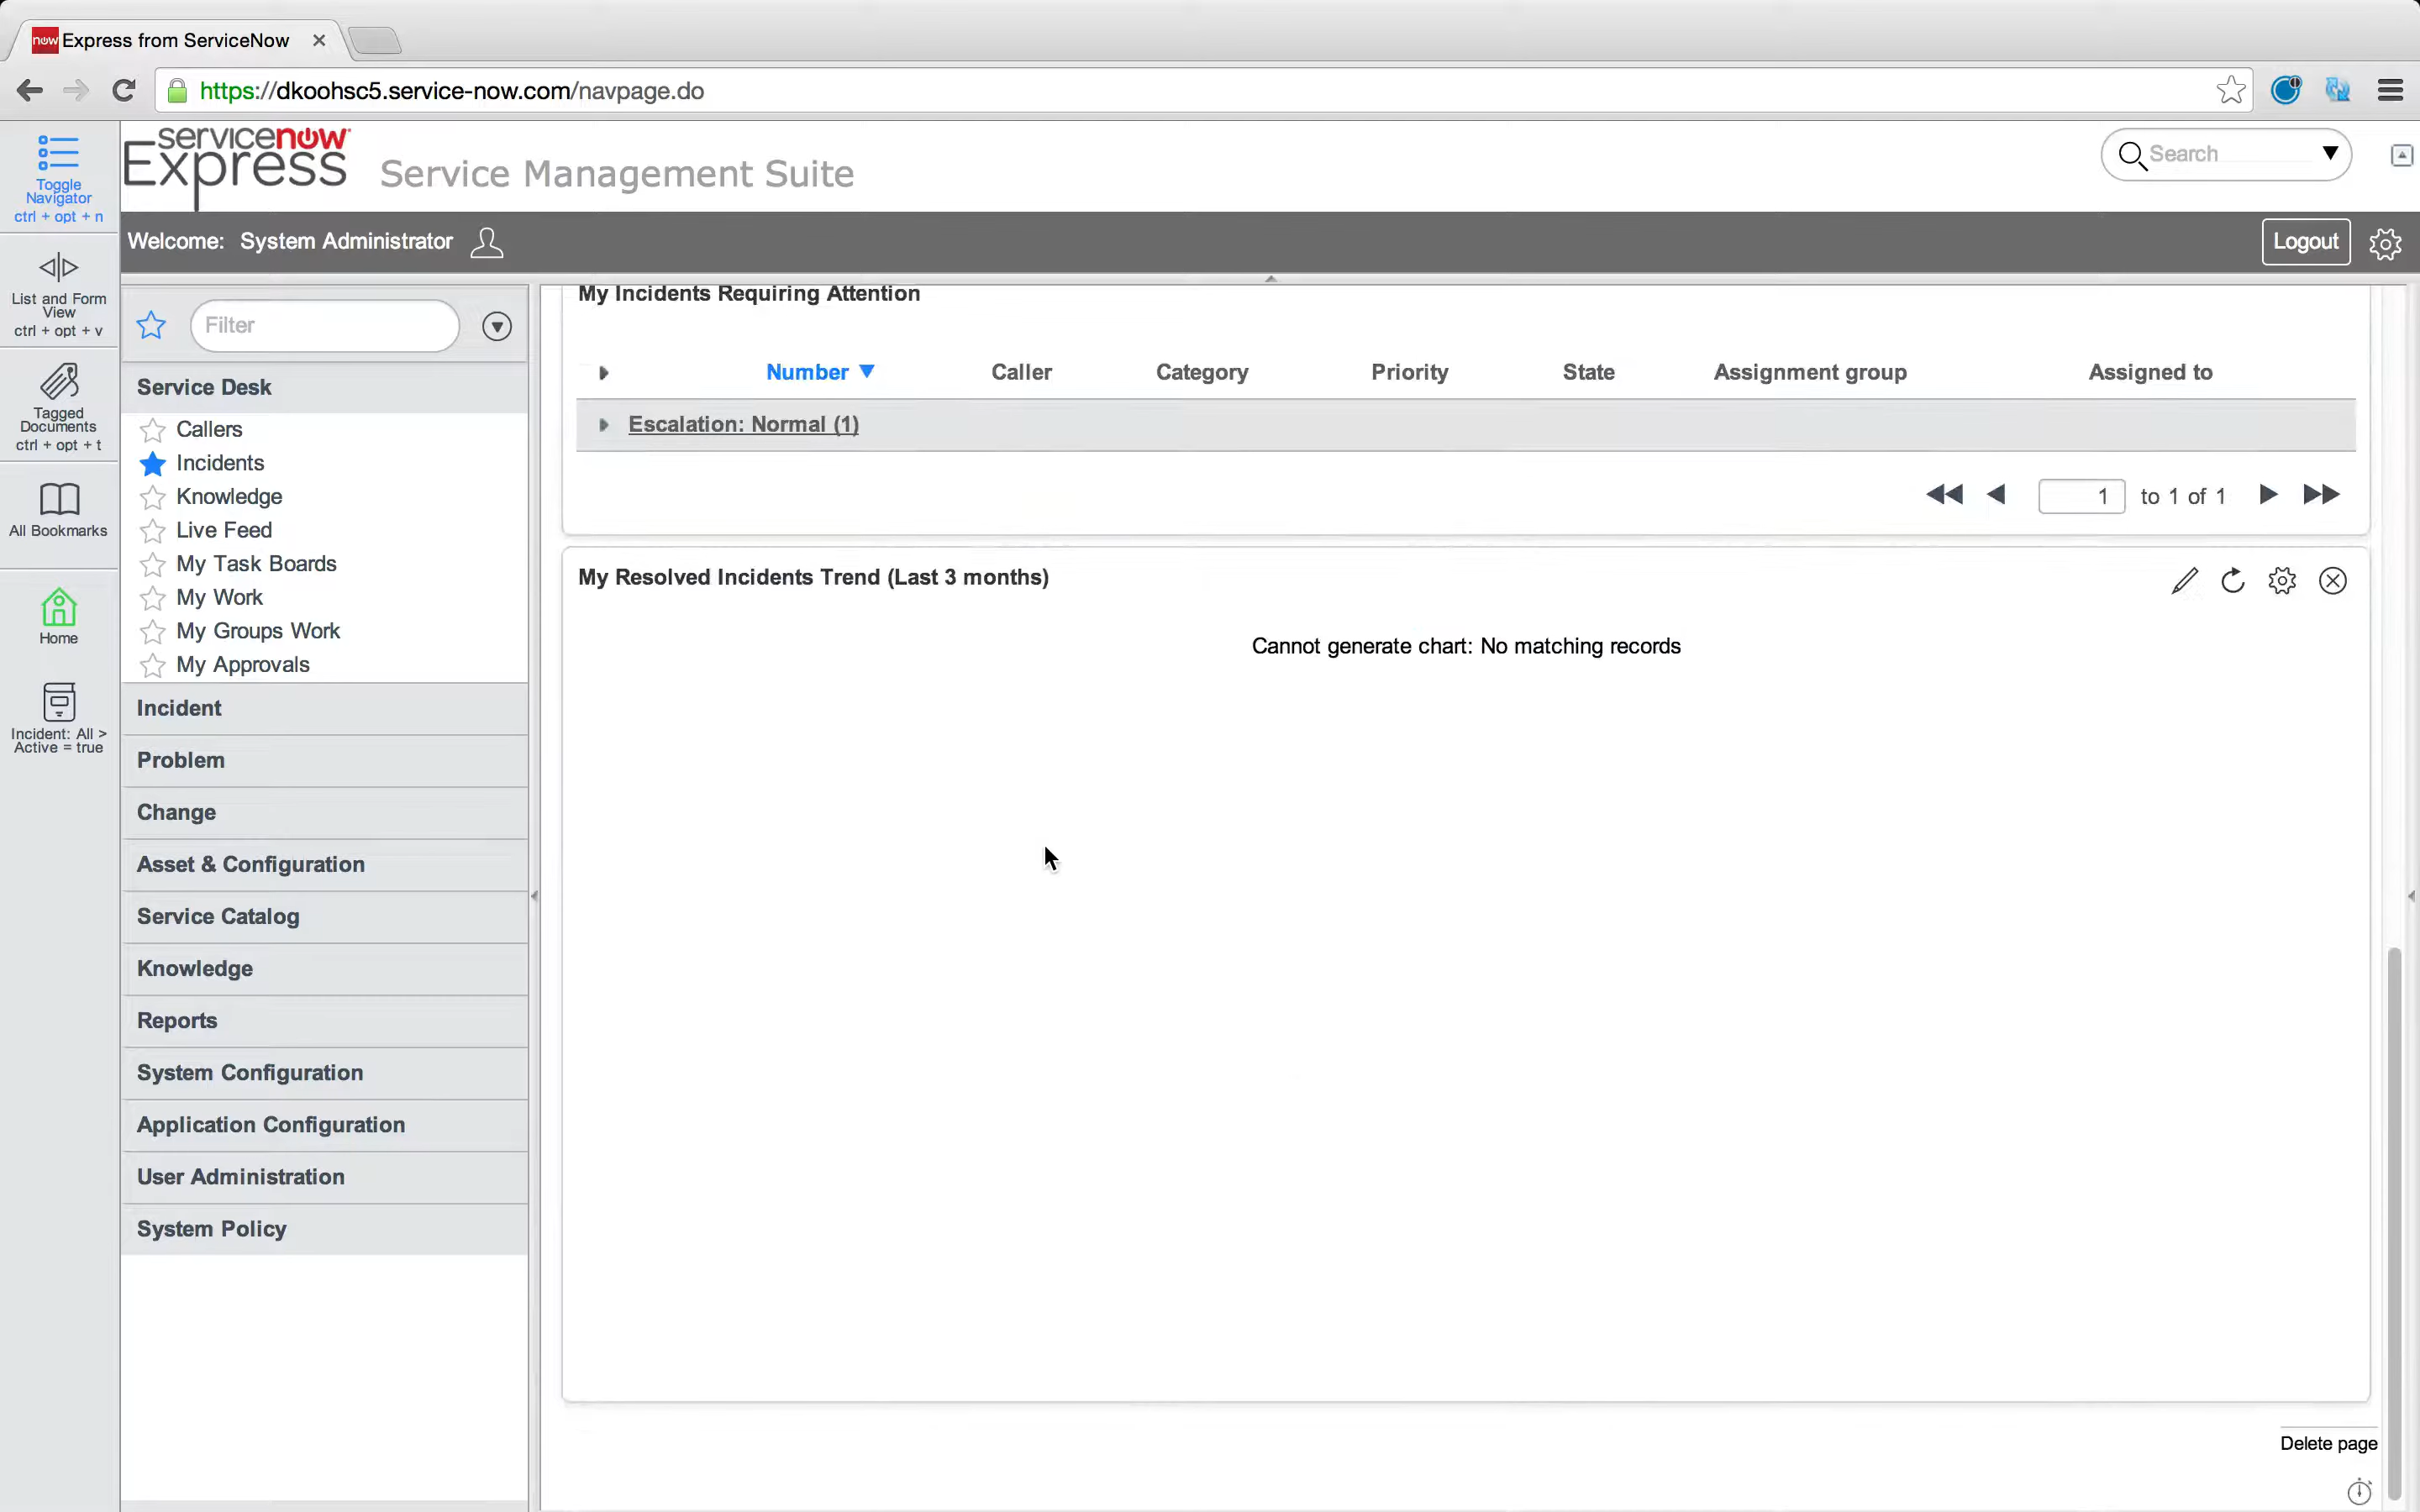 now Express from ServiceNow
https://dkoohsc5.service-now.com/navpage.do
Toggle
Navigator
ctrl + opt + n
List and Form
View
ctrl + opt + v
Tagged
Documents
ctrl + opt + t
All Bookmarks
Home
Incident: All >
Active = true
servicenow
Express Service Management Suite
Search
Welcome: System Administrator
Logout
Filter
Service Desk
Callers
Incidents
Knowledge
Live Feed
My Task Boards
My Work
My Groups Work
My Approvals
Incident
Problem
Change
Asset & Configuration
Service Catalog
Knowledge
Reports
System Configuration
Application Configuration
User Administration
System Policy
My Incidents Requiring Attention
Number Caller Category Priority State Assignment group Assigned to
Escalation: Normal (1)
1 to 1 of 1
My Resolved Incidents Trend (Last 3 months)
Cannot generate chart: No matching records
Delete page